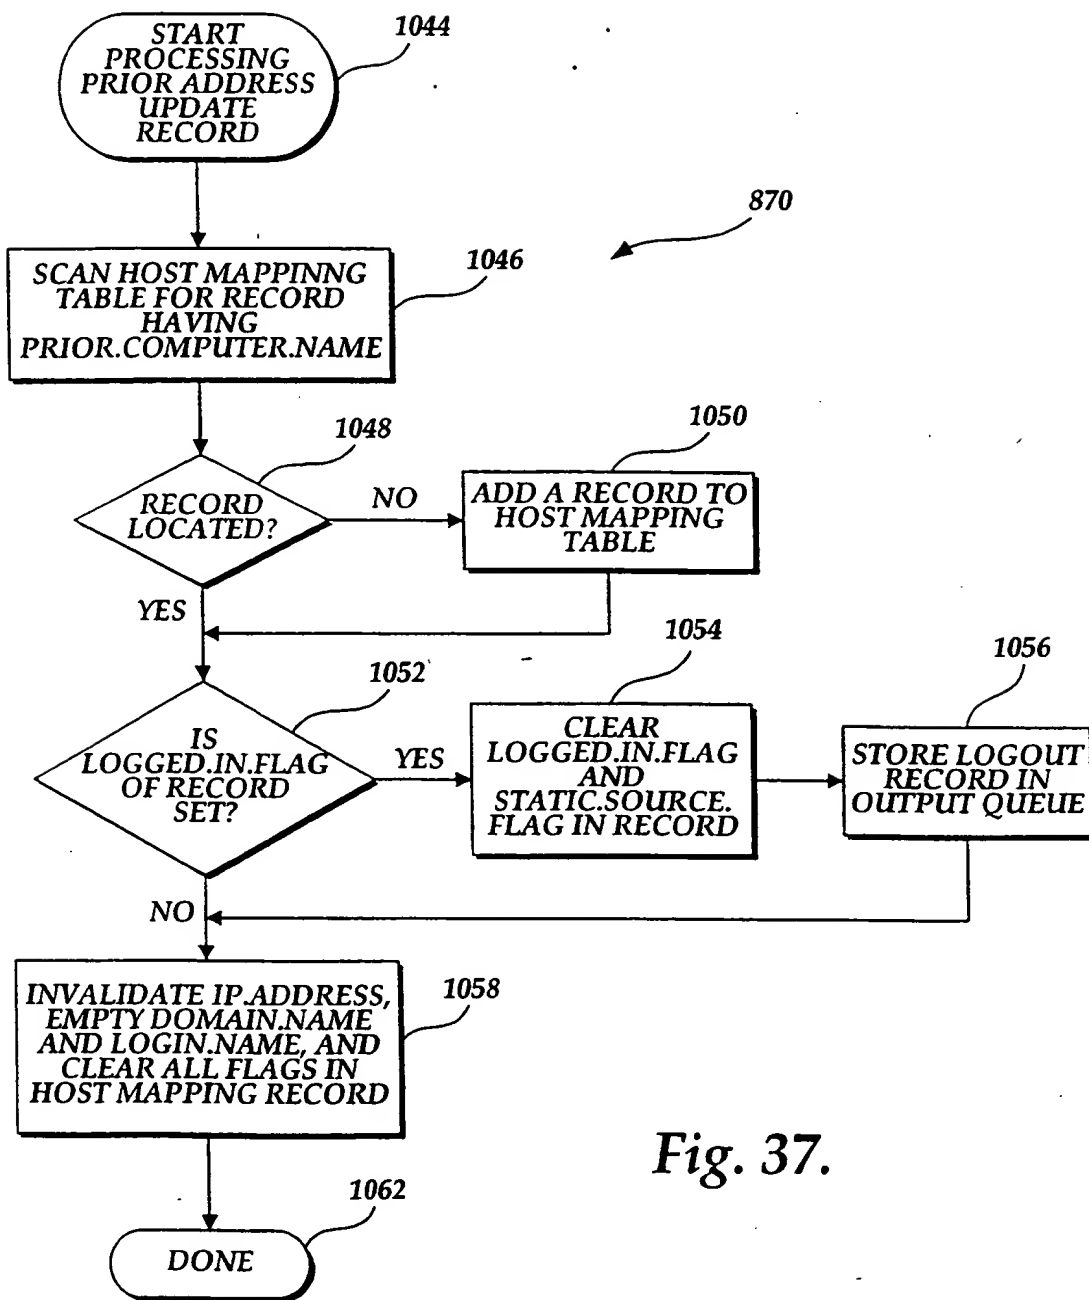 START
PROCESSING
PRIOR ADDRESS
UPDATE
RECORD
1044
870
SCAN HOST MAPPINNG
TABLE FOR RECORD
HAVING
PRIOR.COMPUTER.NAME
1046
RECORD
LOCATED?
1048
NO
ADD A RECORD TO
HOST MAPPING
TABLE
1050
YES
IS
LOGGED.IN.FLAG
OF RECORD
SET?
1052
YES
CLEAR
LOGGED.IN.FLAG
AND
STATIC.SOURCE.
FLAG IN RECORD
1054
STORE LOGOUT
RECORD IN
OUTPUT QUEUE
1056
NO
INVALIDATE IP.ADDRESS,
EMPTY DOMAIN.NAME
AND LOGIN.NAME, AND
CLEAR ALL FLAGS IN
HOST MAPPING RECORD
1058
DONE
1062
Fig. 37.